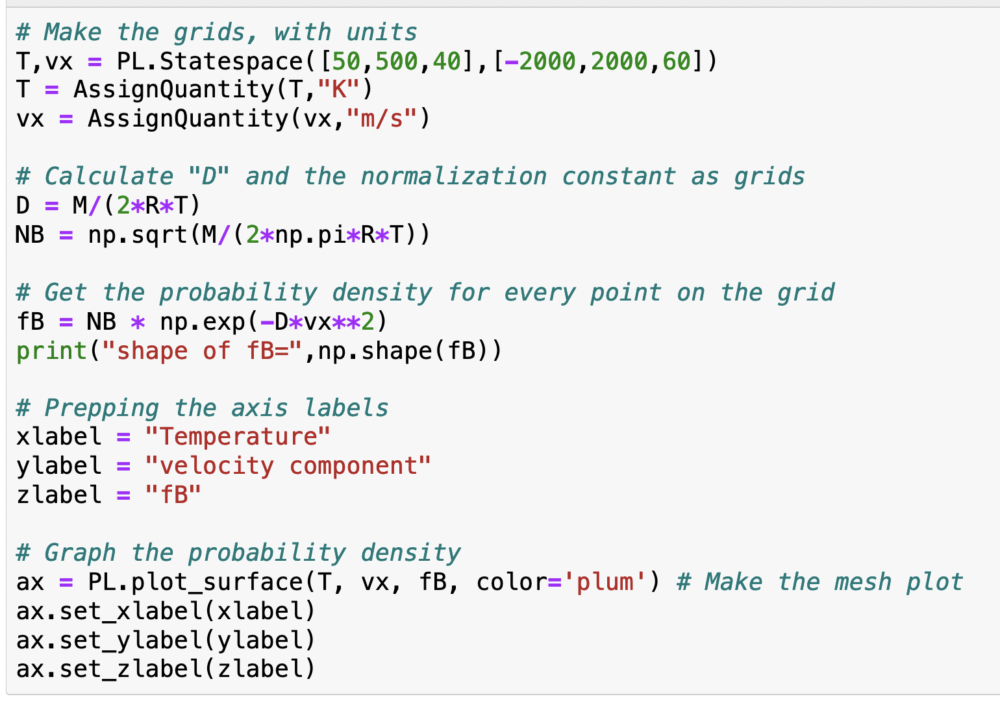 # Make the grids, with units
T,vx = PL.Statespace([50,500,40],[-2000,2000,60])
T = AssignQuantity(T,"K")
vx = AssignQuantity(vx,"m/s")
# Calculate "D" and the normalization constant as grids
D = M/(2*R*T)
NB = np.sqrt(M/(2*np.pi*R*T))
# Get the probability density for every point on the grid
fB = NB * np.exp(-D*vx**2)
print("shape of fB=",np.shape(fB))
# Prepping the axis labels
xlabel = "Temperature"
ylabel = "velocity component"
zlabel = "fB"
# Graph the probability density
ax = PL.plot_surface(T, vx, fB, color='plum') # Make the mesh plot
ax.set_xlabel(xlabel)
ax.set_ylabel(ylabel)
ax.set_zlabel(zlabel)